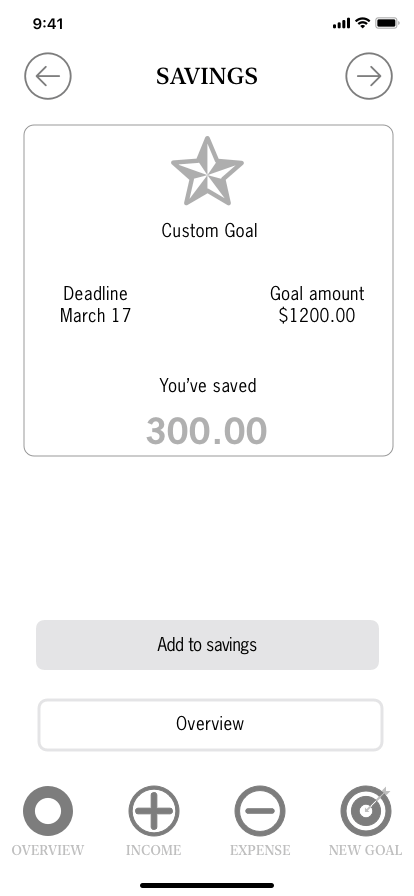 9:41
SAVINGS
Custom Goal
Deadline
March 17
Goal amount
$1200.00
You’ve saved
300.00
Add to savings
Overview
OVERVIEW
INCOME
EXPENSE
NEW GOAL